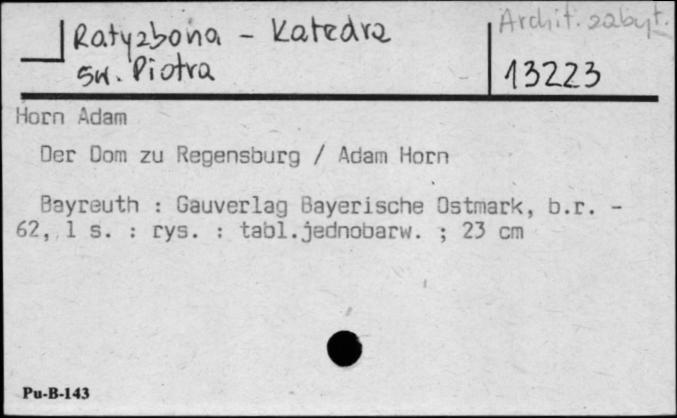 Ratyzbona - Katedra
Archit. zabyt.
św. Piotra
13223
Horn Adam
Der Dom zu Regensburg / Adam Horn
Bayreuth : Gauverlag Bayerische Ostmark, b.r. -
62, 1 s. : rys. : tabl.jednobarw. ; 23 cm
Pu-B-143